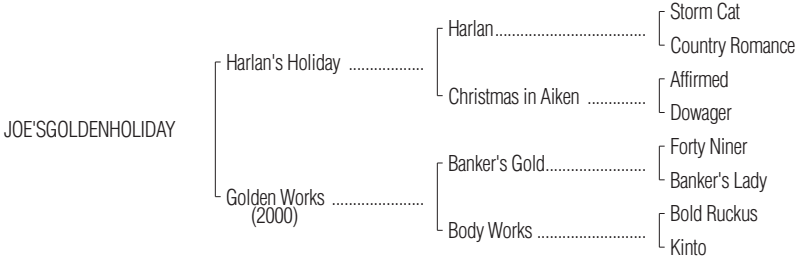 Storm Cat
Harlan
Country Romance
Harlan's Holiday
Affirmed
Christmas in Aiken
Dowager
JOE'SGOLDENHOLIDAY
Forty Niner
Banker's Gold
Banker's Lady
Golden Works
(2000)
Bold Ruckus
Body Works
Kinto